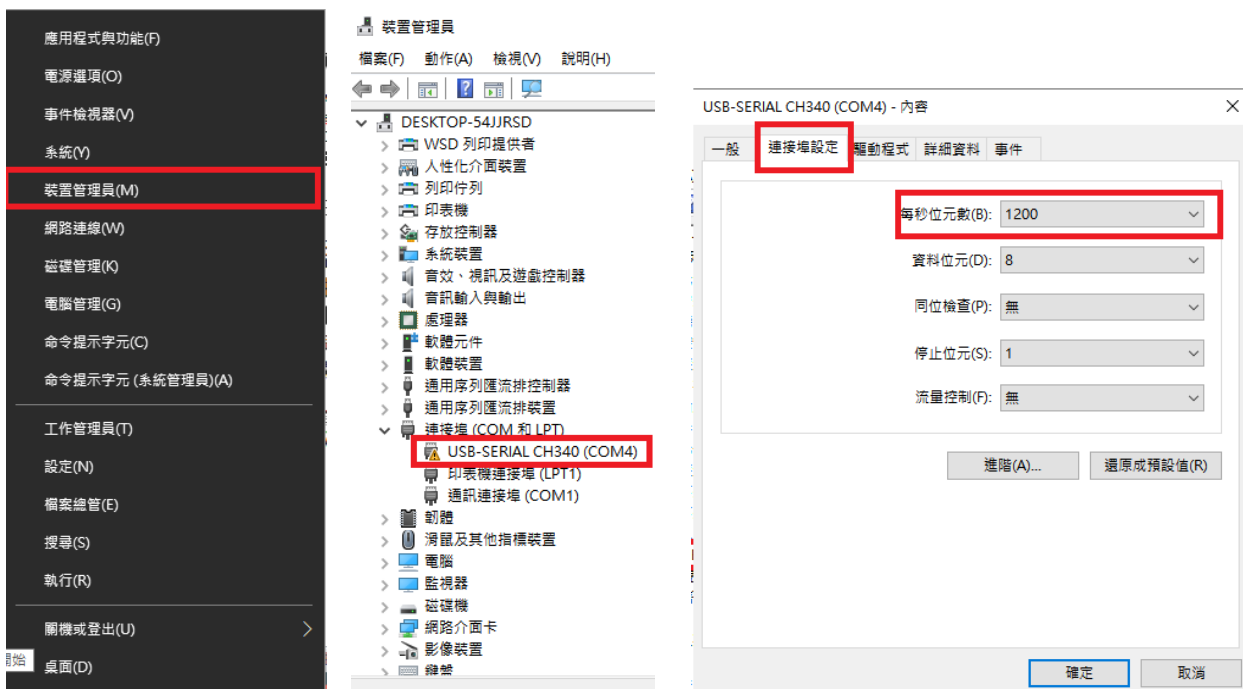 應用程式與功能(F)
電源選項(O)
事件檢視器(V)
系統(Y)
裝置管理員(M)
網路連線(W)
磁碟管理(K)
電腦管理(G)
命令提示字元(C)
命令提示字元 (系統管理員)(A)
工作管理員(T)
設定(N)
檔案總管(E)
搜尋(S)
執行(R)
關機或登出(U)
桌面(D)
裝置管理員
檔案(F) 動作(A) 檢視(V) 說明(H)
DESKTOP-54JJRSD
WSD 列印提供者
人性化介面裝置
列印佇列
印表機
存放控制器
系統裝置
音效、視訊及遊戲控制器
音訊輸入與輸出
處理器
軟體元件
軟體裝置
通用序列匯流排控制器
通用序列匯流排裝置
連接埠 (COM 和 LPT)
USB-SERIAL CH340 (COM4)
印表機連接埠 (LPT1)
通訊連接埠 (COM1)
韌體
滑鼠及其他指標裝置
電腦
監視器
磁碟機
網路介面卡
影像裝置
鍵盤
USB-SERIAL CH340 (COM4) - 內容
一般 連接埠設定 驅動程式 詳細資料 事件
每秒位元數(B): 1200
資料位元(D): 8
同位檢查(P): 無
停止位元(S): 1
流量控制(F): 無
進階(A)... 還原成預設值(R)
確定 取消